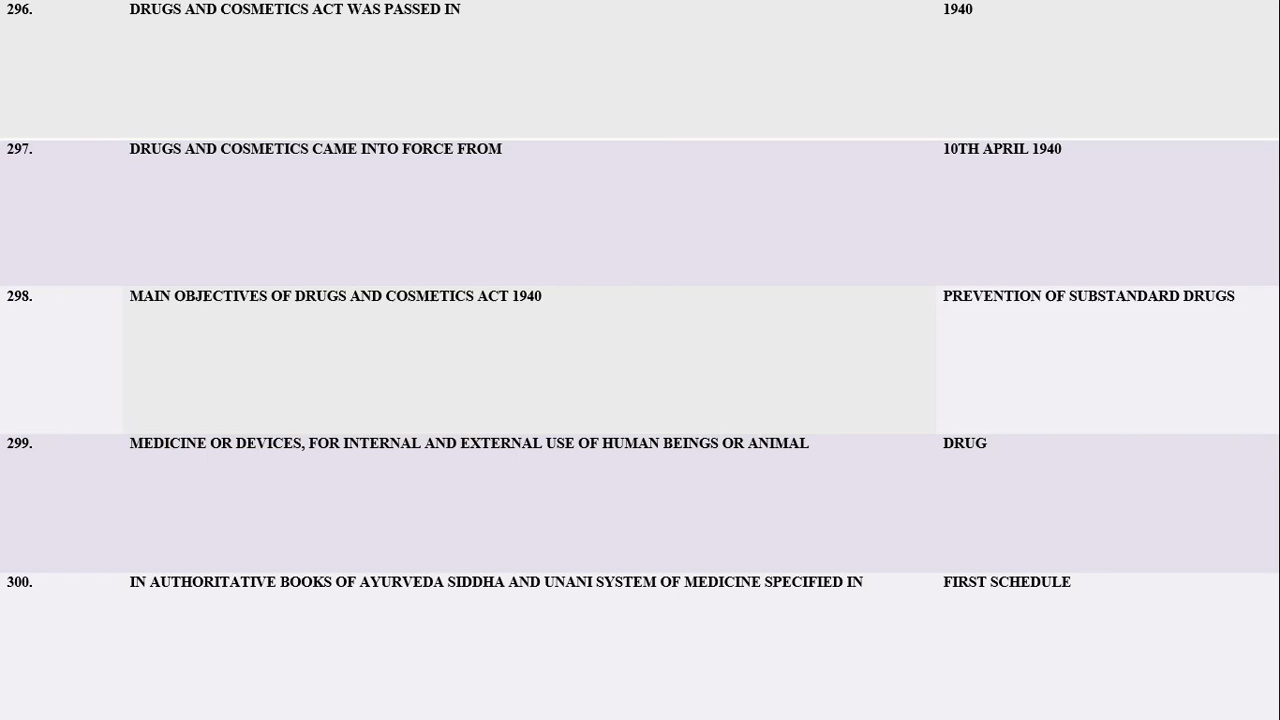 296. DRUGS AND COSMETICS ACT WAS PASSED IN 1940
297. DRUGS AND COSMETICS CAME INTO FORCE FROM 10TH APRIL 1940
298. MAIN OBJECTIVES OF DRUGS AND COSMETICS ACT 1940 PREVENTION OF SUBSTANDARD DRUGS
299. MEDICINE OR DEVICES, FOR INTERNAL AND EXTERNAL USE OF HUMAN BEINGS OR ANIMAL DRUG
300. IN AUTHORITATIVE BOOKS OF AYURVEDA SIDDHA AND UNANI SYSTEM OF MEDICINE SPECIFIED IN FIRST SCHEDULE